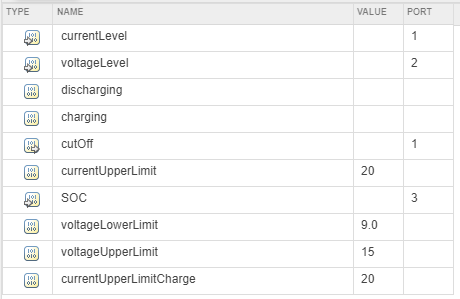 TYPE NAME VALUE PORT
currentLevel 1
voltageLevel 2
discharging
charging
cutOff 1
currentUpperLimit 20
SOC 3
voltageLowerLimit 9.0
voltageUpperLimit 15
currentUpperLimitCharge 20